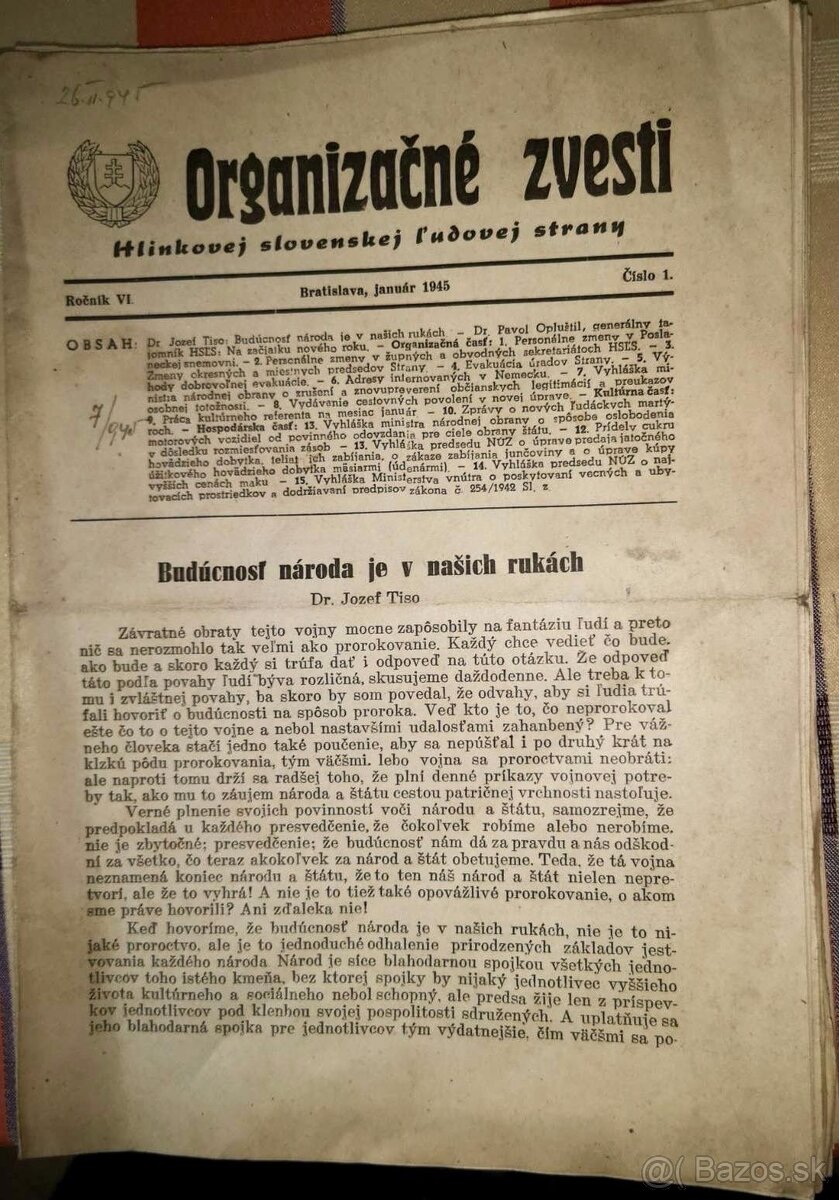 26.II.945
Organizačné zvesti
Hlinkovej slovenskej ľudovej strany
Ročník VI.
Bratislava, január 1945
Číslo 1.
OBSAH: Dr Jozef Tiso: Budúcnosť národa je v našich rukách — Dr. Pavol Opluštil, generálny ta-
jomník HSĽS: Na začiatku nového roku. — Organizačná časť: 1. Personálne zmeny v Posla-
neckej snemovni. — 2. Personálne zmeny v župných a obvodných sekretariátoch HSĽS. — 3.
Zmeny okresných a miestnych predsedov Strany. — 4. Evakuácia úradov Strany. — 5. Vý-
hody dobrovoľnej evakuácie. — 6. Adresy internovaných v Nemecku. — 7. Vyhláška mi-
nistra národnej obrany o zrušení a znovupreverení občianskych legitimácií a preukazov
osobnej totožnosti. — 8. Vydávanie cestovných povolení v novej úprave. — Kultúrna časť:
9. Práca kultúrneho referenta na mesiac január — 10. Zprávy o nových ľudáckych martý-
roch. — Hospodárska časť: 13. Vyhláška ministra národnej obrany o spôsobe oslobodenia
motorových vozidiel od povinného odovzdania pre ciele obrany štátu. — 12. Prídely cukru
v dôsledku rozmiesťovania zásob — 13. Vyhláška predsedu NÚZ o úprave predaja jatočného
hovädzieho dobytka, teliat jch zabíjania, o zákaze zabíjania junčoviny a o úprave kúpy
úžitkového hovädzieho dobytka mäsiarmi (údenármi). — 14. Vyhláška predsedu NÚZ o naj-
vyšších cenách maku — 15. Vyhláška Ministerstva vnútra o poskytovaní vecných a uby-
tovacích prostriedkov a dodržiavaní predpisov zákona č. 254/1942 Sl. z
7/945
Budúcnosť národa je v našich rukách
Dr. Jozef Tiso
Závratné obraty tejto vojny mocne zapôsobily na fantáziu ľudí a preto
nič sa nerozmohlo tak veľmi ako prorokovanie. Každý chce vedieť čo bude,
ako bude a skoro každý si trúfa dať i odpoveď na túto otázku. Že odpoveď
táto podľa povahy ľudí býva rozličná, skusujeme dažďodenne. Ale treba k to-
mu i zvláštnej povahy, ba skoro by som povedal, že odvahy, aby si ľudia trú-
fali hovoriť o budúcnosti na spôsob proroka. Veď kto je to, čo neprorokoval
ešte čo to o tejto vojne a nebol nastavšími udalosťami zahanbený? Pre váž-
neho človeka stačí jedno také poučenie, aby sa nepúšťal i po druhý krát na
klzkú pôdu prorokovania, tým väčšmi. lebo vojna sa proroctvami neobráti:
ale naproti tomu drží sa radšej toho, že plní denné príkazy vojnovej potre-
by tak, ako mu to záujem národa a štátu cestou patričnej vrchnosti nastoľuje.
Verné plnenie svojich povinností voči národu a štátu, samozrejme, že
predpokladá u každého presvedčenie, že čokoľvek robíme alebo nerobíme,
nie je zbytočné; presvedčenie; že budúcnosť nám dá za pravdu a nás odškod-
ní za všetko, čo teraz akokoľvek za národ a štát obetujeme. Teda, že tá vojna
neznamená koniec národu a štátu, že to ten náš národ a štát nielen nepre-
tvorí, ale že to vyhrá! A nie je to tiež také opovážlivé prorokovanie, o akom
sme práve hovorili? Ani zďaleka nie!
Keď hovoríme, že budúcnosť národa je v našich rukách, nie je to ni-
jaké proroctvo, ale je to jednoduché odhalenie prirodzených základov jest-
vovania každého národa Národ je síce blahodarnou spojkou všetkých jedno-
tlivcov toho istého kmeňa, bez ktorej spojky by nijaký jednotlivec vyššieho
života kultúrneho a sociálneho nebol schopný, ale predsa žije len z príspev-
kov jednotlivcov pod klenbou svojej pospolitosti sdružených. A uplatňuje sa
jeho blahodarná spojka pre jednotlivcov tým výdatnejšie, čím väčšmi sa po-
@( Bazos.sk